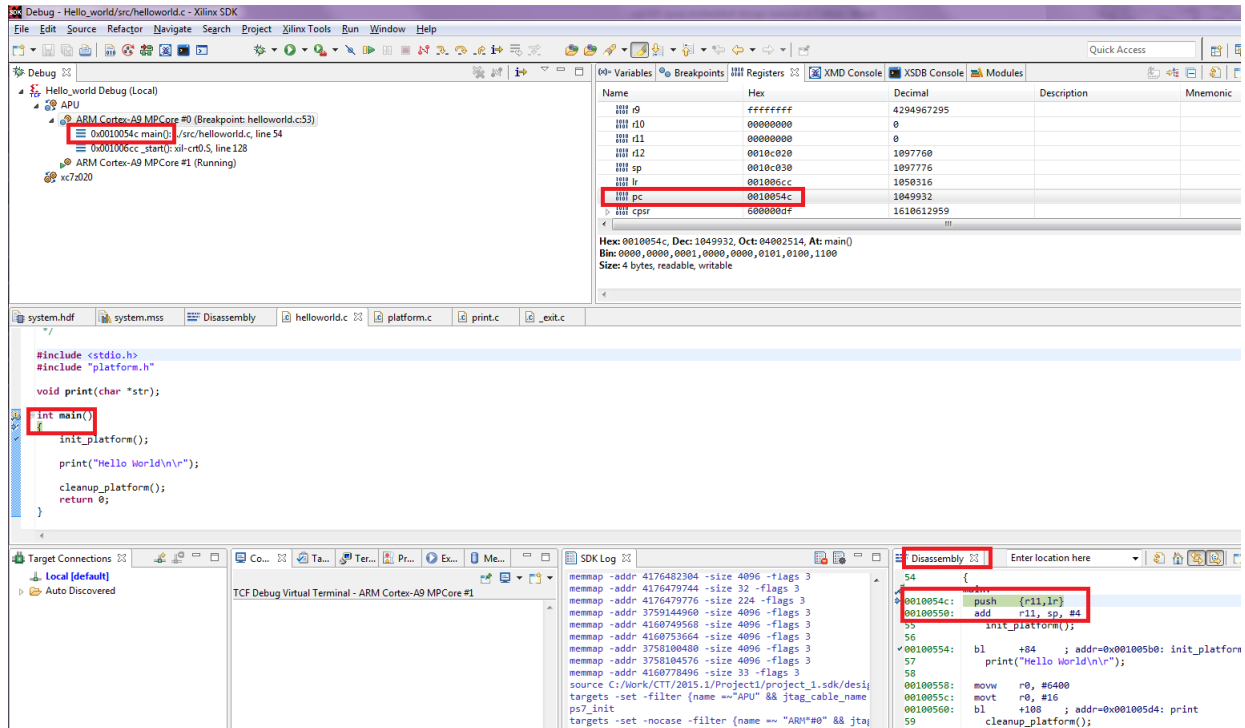 Debug - Hello_world/src/helloworld.c - Xilinx SDK
File Edit Source Refactor Navigate Search Project Xilinx Tools Run Window Help
Quick Access
Debug
Hello_world Debug (Local)
APU
ARM Cortex-A9 MPCore #0 (Breakpoint: helloworld.c:53)
0x0010054c main(): ../src/helloworld.c, line 54
0x001006cc _start(): xil-crt0.S, line 128
ARM Cortex-A9 MPCore #1 (Running)
xc7z020
(x)= Variables Breakpoints Registers XMD Console XSDB Console Modules
Name Hex Decimal Description Mnemonic
r9 ffffffff 4294967295
r10 00000000 0
r11 00000000 0
r12 0010c020 1097760
sp 0010c030 1097776
lr 001006cc 1050316
pc 0010054c 1049932
cpsr 600000df 1610612959
Hex: 0010054c, Dec: 1049932, Oct: 04002514, At: main()
Bin: 0000,0000,0001,0000,0000,0101,0100,1100
Size: 4 bytes, readable, writable
system.hdf system.mss Disassembly helloworld.c platform.c print.c _exit.c
*/
#include <stdio.h>
#include "platform.h"
void print(char *str);
int main()
{
init_platform();
print("Hello World\n\r");
cleanup_platform();
return 0;
}
Target Connections
Local [default]
Auto Discovered
Co... Ta... Ter... Pr... Ex... Me...
TCF Debug Virtual Terminal - ARM Cortex-A9 MPCore #1
SDK Log
memmap -addr 4176482304 -size 4096 -flags 3
memmap -addr 4176479744 -size 32 -flags 3
memmap -addr 4176479776 -size 224 -flags 3
memmap -addr 3759144960 -size 4096 -flags 3
memmap -addr 4160749568 -size 4096 -flags 3
memmap -addr 4160753664 -size 4096 -flags 3
memmap -addr 3758100480 -size 4096 -flags 3
memmap -addr 3758104576 -size 4096 -flags 3
memmap -addr 4160778496 -size 33 -flags 3
source C:/Work/CTT/2015.1/Project1/project_1.sdk/desig
targets -set -filter {name =~"APU" && jtag_cable_name
ps7_init
targets -set -nocase -filter {name =~ "ARM*#0" && jtag
Disassembly Enter location here
54 {
main:
0010054c: push {r11,lr}
00100550: add r11, sp, #4
55 init_platform();
56
00100554: bl +84 ; addr=0x001005b0: init_platform
57 print("Hello World\n\r");
58
00100558: movw r0, #6400
0010055c: movt r0, #16
00100560: bl +108 ; addr=0x001005d4: print
59 cleanup_platform();